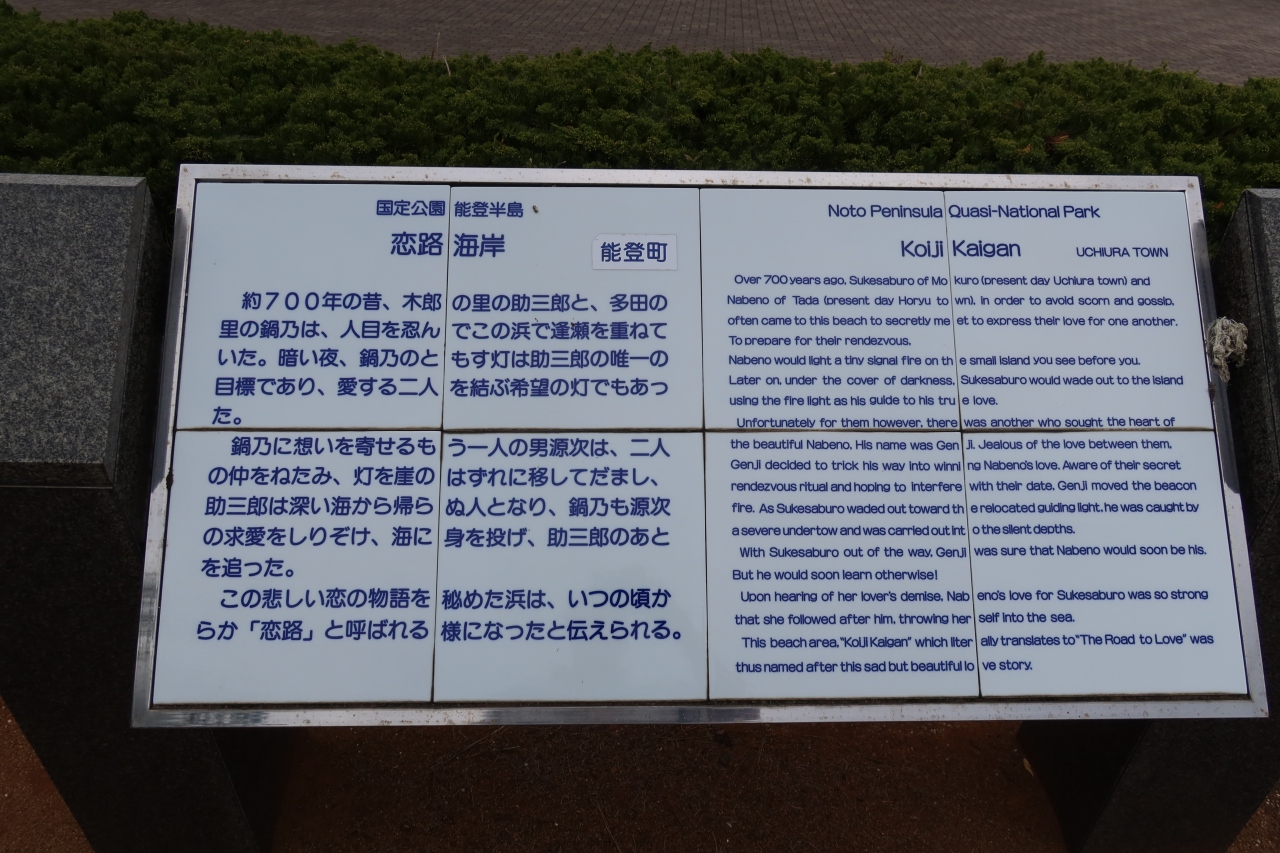 国定公園 能登半島
恋路海岸 能登町
約700年の昔、木郎の里の助三郎と、多田の
里の鍋乃は、人目を忍んでこの浜で逢瀬を重ねて
いた。暗い夜、鍋乃のともす灯は助三郎の唯一の
目標であり、愛する二人を結ぶ希望の灯でもあっ
た。
鍋乃に想いを寄せるもう一人の男源次は、二人
の仲をねたみ、灯を崖のはずれに移してだまし、
助三郎は深い海から帰らぬ人となり、鍋乃も源次
の求愛をしりぞけ、海に身を投げ、助三郎のあと
を追った。
この悲しい恋の物語を秘めた浜は、いつの頃か
らか「恋路」と呼ばれる様になったと伝えられる。
Noto Peninsula Quasi-National Park
Koiji Kaigan UCHIURA TOWN
Over 700 years ago, Sukesaburo of Mokuro (present day Uchiura town) and
Nabeno of Tada (present day Horyu town), in order to avoid scorn and gossip,
often came to this beach to secretly meet to express their love for one another.
To prepare for their rendezvous,
Nabeno would light a tiny signal fire on the small island you see before you.
Later on, under the cover of darkness, Sukesaburo would wade out to the island
using the fire light as his guide to his true love.
Unfortunately for them however, there was another who sought the heart of
the beautiful Nabeno. His name was Genji. Jealous of the love between them,
Genji decided to trick his way into winning Nabeno's love. Aware of their secret
rendezvous ritual and hoping to interfere with their date, Genji moved the beacon
fire. As Sukesaburo waded out toward the relocated guiding light, he was caught by
a severe undertow and was carried out into the silent depths.
With Sukesaburo out of the way, Genji was sure that Nabeno would soon be his.
But he would soon learn otherwise!
Upon hearing of her lover's demise, Nabeno's love for Sukesaburo was so strong
that she followed after him, throwing herself into the sea.
This beach area, "Koiji Kaigan" which literally translates to "The Road to Love" was
thus named after this sad but beautiful love story.